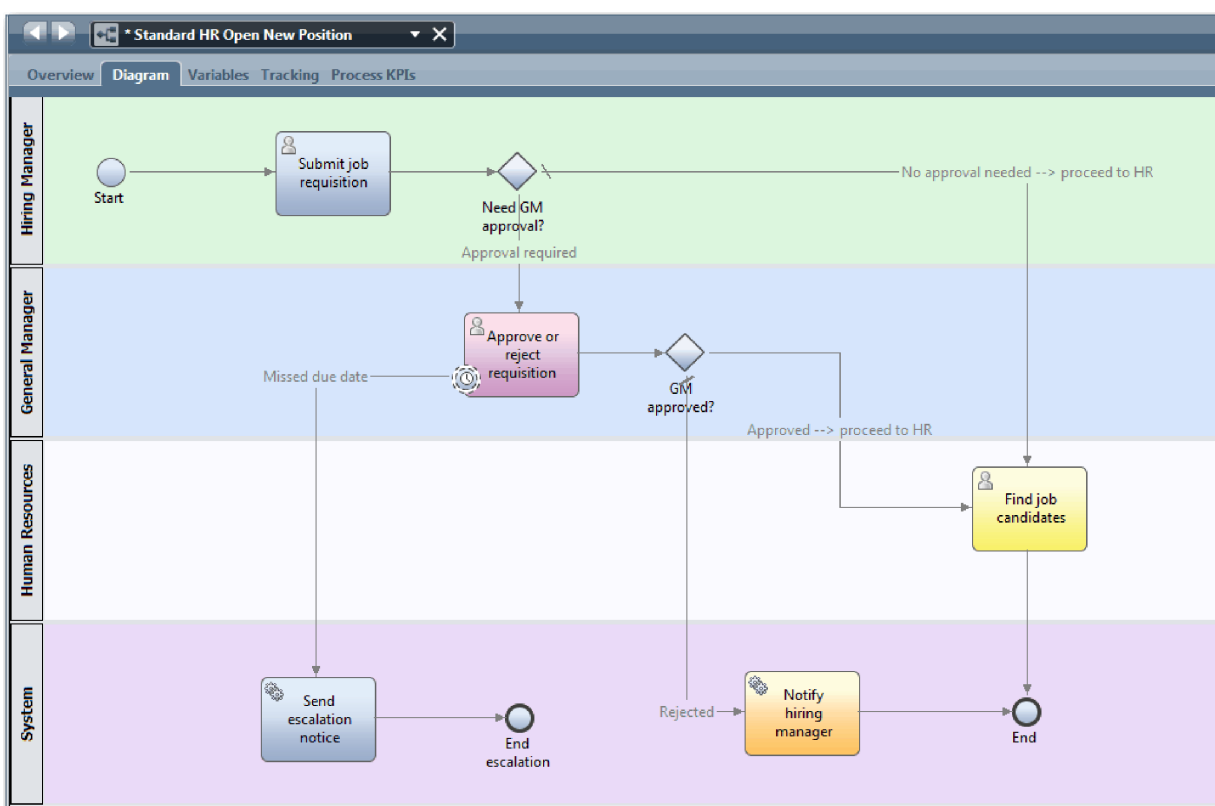 * Standard HR Open New Position
Overview Diagram Variables Tracking Process KPIs
Hiring Manager
Start
Submit job
requisition
Need GM
approval?
No approval needed --> proceed to HR
Approval required
General Manager
Approve or
reject
requisition
Missed due date
GM
approved?
Approved --> proceed to HR
Human Resources
Find job
candidates
System
Send
escalation
notice
End
escalation
Rejected
Notify
hiring
manager
End